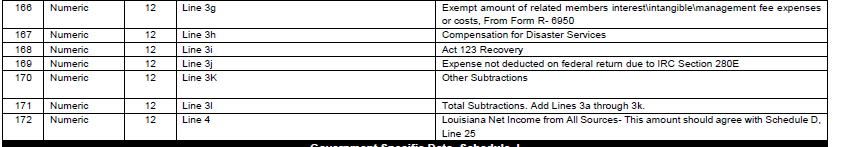 166 Numeric 12 Line 3g Exempt amount of related members interest\intangible\management fee expenses
or costs, From Form R- 6950
167 Numeric 12 Line 3h Compensation for Disaster Services
168 Numeric 12 Line 3i Act 123 Recovery
169 Numeric 12 Line 3j Expense not deducted on federal return due to IRC Section 280E
170 Numeric 12 Line 3K Other Subtractions
171 Numeric 12 Line 3l Total Subtractions. Add Lines 3a through 3k.
172 Numeric 12 Line 4 Louisiana Net Income from All Sources- This amount should agree with Schedule D,
Line 25